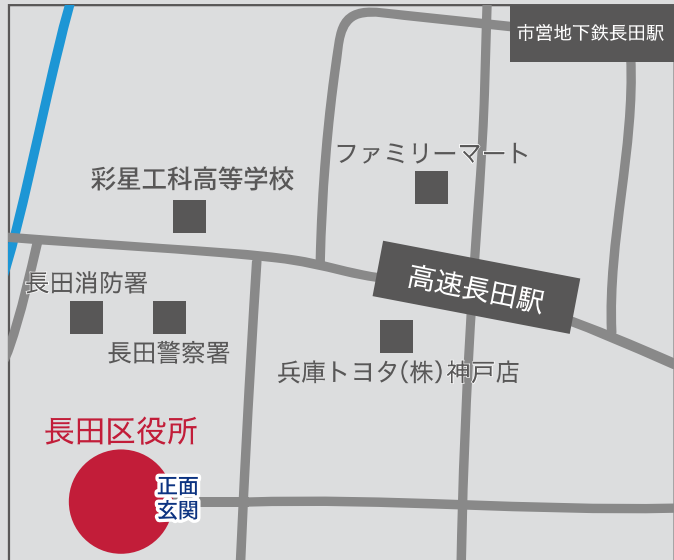 市営地下鉄長田駅
ファミリーマート
彩星工科高等学校
高速長田駅
長田消防署
長田警察署
兵庫トヨタ(株)神戸店
長田区役所
正面
玄関